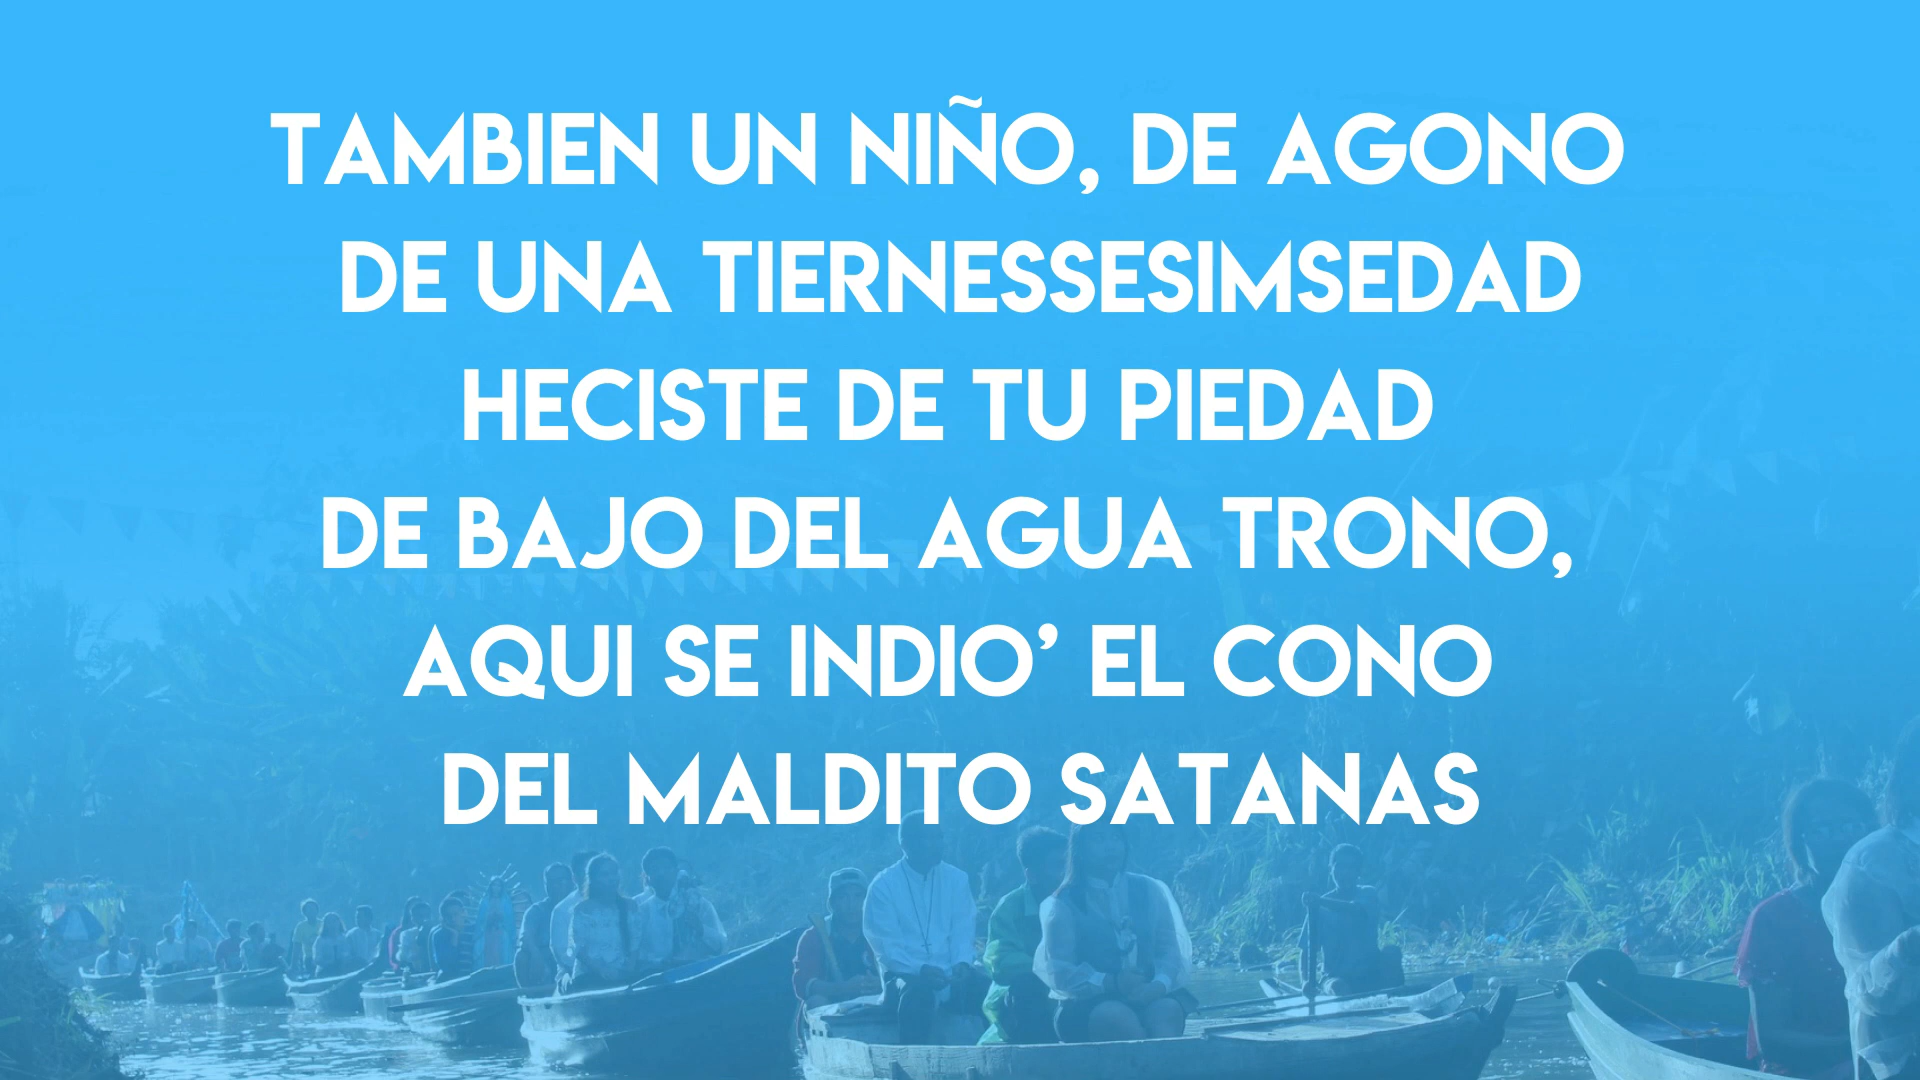 TAMBIEN UN NIÑO, DE AGONO
DE UNA TIERNESSESIMSEDAD
HECISTE DE TU PIEDAD
DE BAJO DEL AGUA TRONO,
AQUI SE INDIO’ EL CONO
DEL MALDITO SATANAS